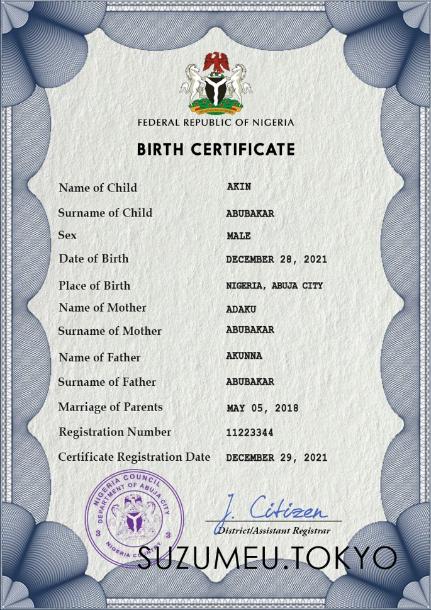 FEDERAL REPUBLIC OF NIGERIA
BIRTH CERTIFICATE
Name of Child AKIN
Surname of Child ABUBAKAR
Sex MALE
Date of Birth DECEMBER 28, 2021
Place of Birth NIGERIA, ABUJA CITY
Name of Mother ADAKU
Surname of Mother ABUBAKAR
Name of Father AKUNNA
Surname of Father ABUBAKAR
Marriage of Parents MAY 05, 2018
Registration Number 11223344
Certificate Registration Date DECEMBER 29, 2021
NIGERIA COUNCIL
DEPARTMENT OF ABUJA CITY
NIGERIA
J. Citizen
District/Assistant Registrar
SUZUMEU.TOKYO